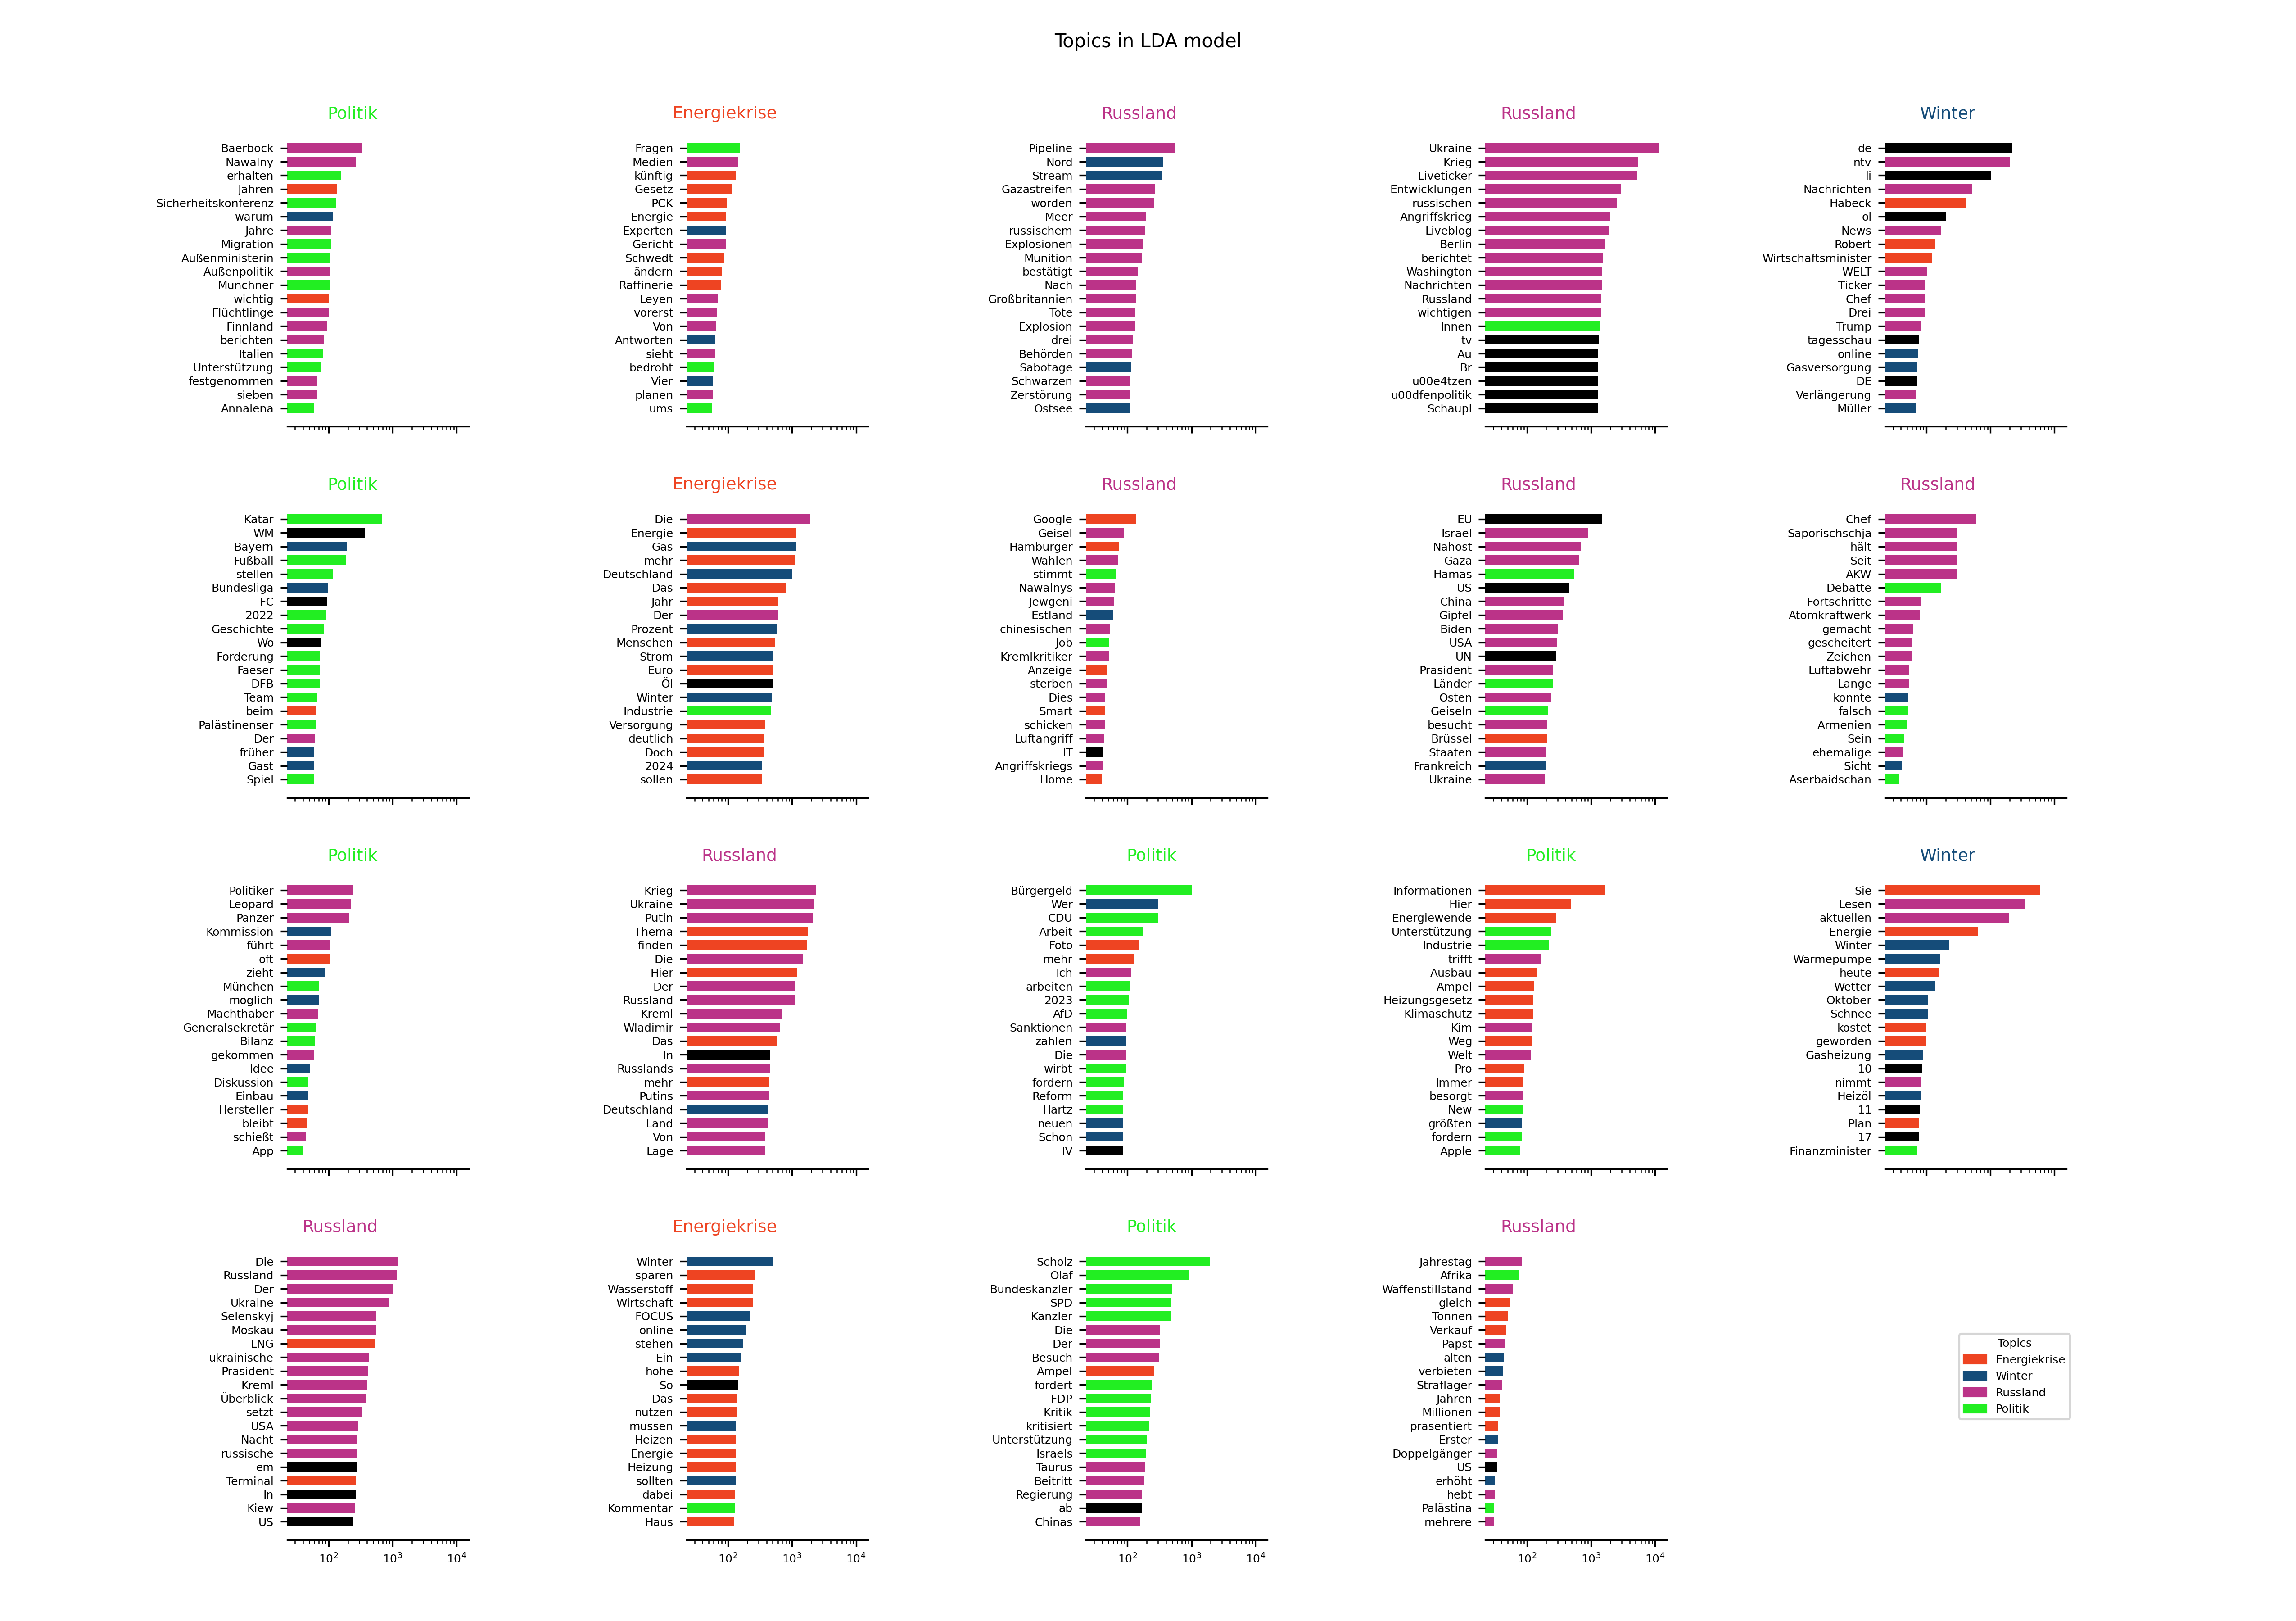 Topics in LDA model
Politik
Baerbock
Nawalny
erhalten
Jahren
Sicherheitskonferenz
warum
Jahre
Migration
Außenministerin
Außenpolitik
Münchner
wichtig
Flüchtlinge
Finnland
berichten
Italien
Unterstützung
festgenommen
sieben
Annalena
Energiekrise
Fragen
Medien
künftig
Gesetz
PCK
Energie
Experten
Gericht
Schwedt
ändern
Raffinerie
Leyen
vorerst
Von
Antworten
sieht
bedroht
Vier
planen
ums
Russland
Pipeline
Nord
Stream
Gazastreifen
worden
Meer
russischem
Explosionen
Munition
bestätigt
Nach
Großbritannien
Tote
Explosion
drei
Behörden
Sabotage
Schwarzen
Zerstörung
Ostsee
Russland
Ukraine
Krieg
Liveticker
Entwicklungen
russischen
Angriffskrieg
Liveblog
Berlin
berichtet
Washington
Nachrichten
Russland
wichtigen
Innen
tv
Au
Br
u00e4tzen
u00dfenpolitik
Schaupl
Winter
de
ntv
li
Nachrichten
Habeck
ol
News
Robert
Wirtschaftsminister
WELT
Ticker
Chef
Drei
Trump
tagesschau
online
Gasversorgung
DE
Verlängerung
Müller
Politik
Katar
WM
Bayern
Fußball
stellen
Bundesliga
FC
2022
Geschichte
Wo
Forderung
Faeser
DFB
Team
beim
Palästinenser
Der
früher
Gast
Spiel
Energiekrise
Die
Energie
Gas
mehr
Deutschland
Das
Jahr
Der
Prozent
Menschen
Strom
Euro
Öl
Winter
Industrie
Versorgung
deutlich
Doch
2024
sollen
Russland
Google
Geisel
Hamburger
Wahlen
stimmt
Nawalnys
Jewgeni
Estland
chinesischen
Job
Kremlkritiker
Anzeige
sterben
Dies
Smart
schicken
Luftangriff
IT
Angriffskriegs
Home
Russland
EU
Israel
Nahost
Gaza
Hamas
US
China
Gipfel
Biden
USA
UN
Präsident
Länder
Osten
Geiseln
besucht
Brüssel
Staaten
Frankreich
Ukraine
Russland
Chef
Saporischschja
hält
Seit
AKW
Debatte
Fortschritte
Atomkraftwerk
gemacht
gescheitert
Zeichen
Luftabwehr
Lange
konnte
falsch
Armenien
Sein
ehemalige
Sicht
Aserbaidschan
Politik
Politiker
Leopard
Panzer
Kommission
führt
oft
zieht
München
möglich
Machthaber
Generalsekretär
Bilanz
gekommen
Idee
Diskussion
Einbau
Hersteller
bleibt
schießt
App
Russland
Krieg
Ukraine
Putin
Thema
finden
Die
Hier
Der
Russland
Kreml
Wladimir
Das
In
Russlands
mehr
Putins
Deutschland
Land
Von
Lage
Politik
Bürgergeld
Wer
CDU
Arbeit
Foto
mehr
Ich
arbeiten
2023
AfD
Sanktionen
zahlen
Die
wirbt
fordern
Reform
Hartz
neuen
Schon
IV
Politik
Informationen
Hier
Energiewende
Unterstützung
Industrie
trifft
Ausbau
Ampel
Heizungsgesetz
Klimaschutz
Kim
Weg
Welt
Pro
Immer
besorgt
New
größten
fordern
Apple
Winter
Sie
Lesen
aktuellen
Energie
Winter
Wärmepumpe
heute
Wetter
Oktober
Schnee
kostet
geworden
Gasheizung
10
nimmt
Heizöl
11
Plan
17
Finanzminister
Russland
Die
Russland
Der
Ukraine
Selenskyj
Moskau
LNG
ukrainische
Präsident
Kreml
Überblick
setzt
USA
Nacht
russische
em
Terminal
In
Kiew
US
10² 10³ 10⁴
Energiekrise
Winter
sparen
Wasserstoff
Wirtschaft
FOCUS
online
stehen
Ein
hohe
So
Das
nutzen
müssen
Heizen
Energie
Heizung
sollten
dabei
Kommentar
Haus
10² 10³ 10⁴
Politik
Scholz
Olaf
Bundeskanzler
SPD
Kanzler
Die
Der
Besuch
Ampel
fordert
FDP
Kritik
kritisiert
Unterstützung
Israels
Taurus
Beitritt
Regierung
ab
Chinas
10² 10³ 10⁴
Russland
Jahrestag
Afrika
Waffenstillstand
gleich
Tonnen
Verkauf
Papst
alten
verbieten
Straflager
Jahren
Millionen
präsentiert
Erster
Doppelgänger
US
erhöht
hebt
Palästina
mehrere
10² 10³ 10⁴
Topics
Energiekrise
Winter
Russland
Politik